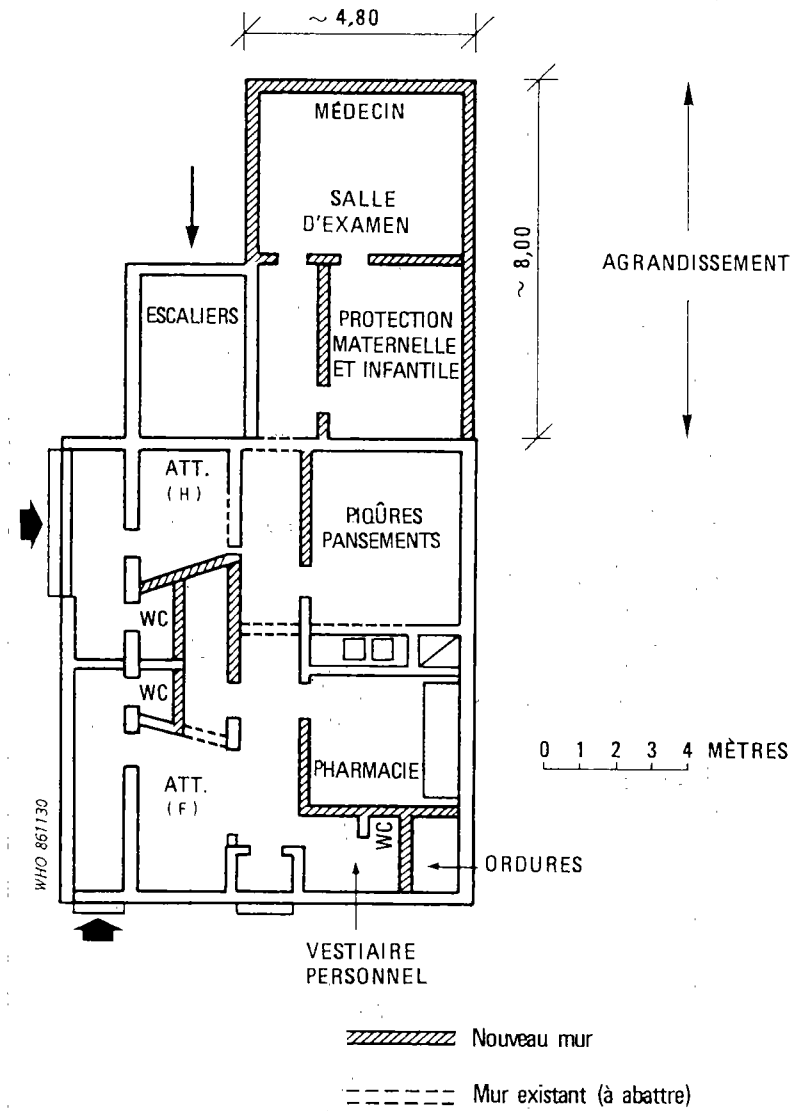 ~ 4,80
MÉDECIN
SALLE
D'EXAMEN
~ 8,00
AGRANDISSEMENT
ESCALIERS
PROTECTION
MATERNELLE
ET INFANTILE
ATT.
(H)
PIQÛRES
PANSEMENTS
WC
WC
0 1 2 3 4 MÈTRES
PHARMACIE
ATT.
(F)
WC
WHO 861130
ORDURES
VESTIAIRE
PERSONNEL
Nouveau mur
Mur existant (à abattre)